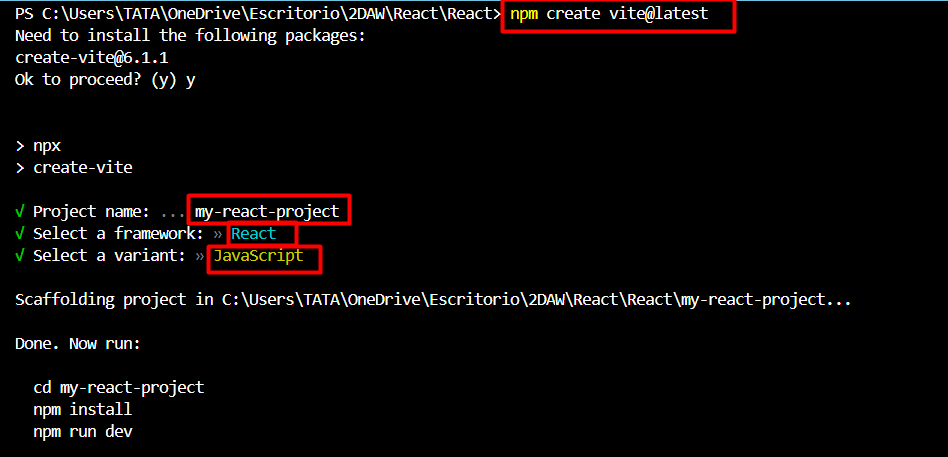 PS C:\Users\TATA\OneDrive\Escritorio\2DAW\React\React> npm create vite@latest
Need to install the following packages:
create-vite@6.1.1
Ok to proceed? (y) y
> npx
> create-vite
√ Project name: ... my-react-project
√ Select a framework: » React
√ Select a variant: » JavaScript
Scaffolding project in C:\Users\TATA\OneDrive\Escritorio\2DAW\React\React\my-react-project...
Done. Now run:
cd my-react-project
npm install
npm run dev